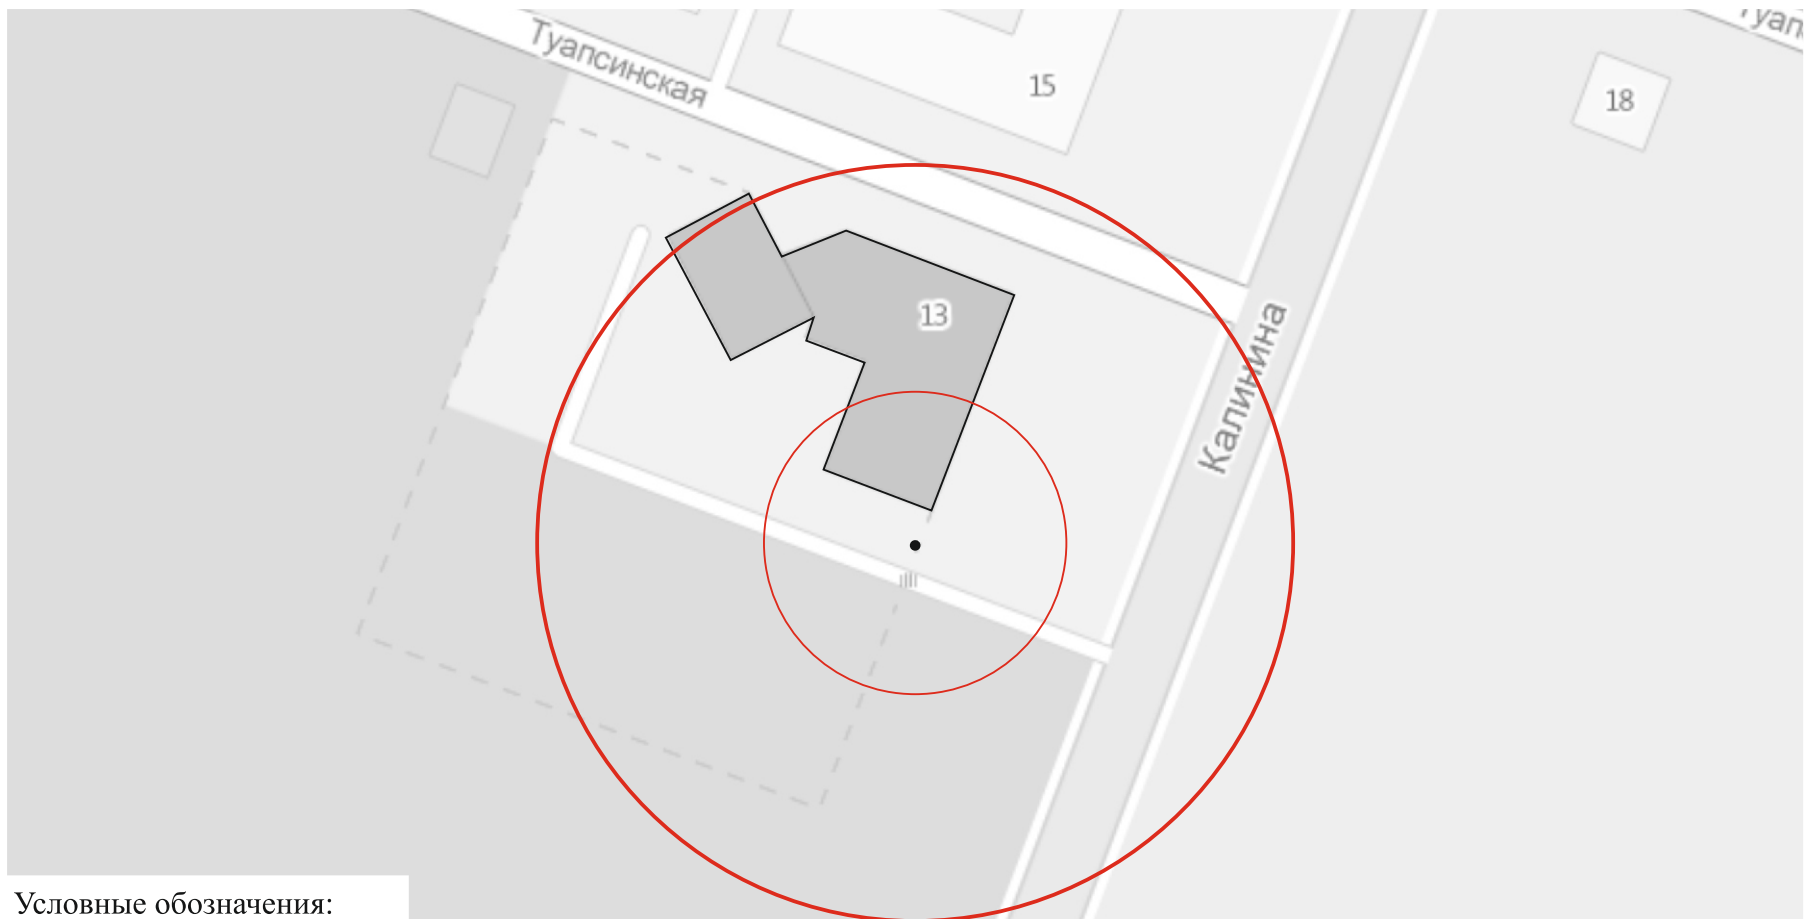 Туапсинская
15
18
13
Калинина
Условные обозначения: